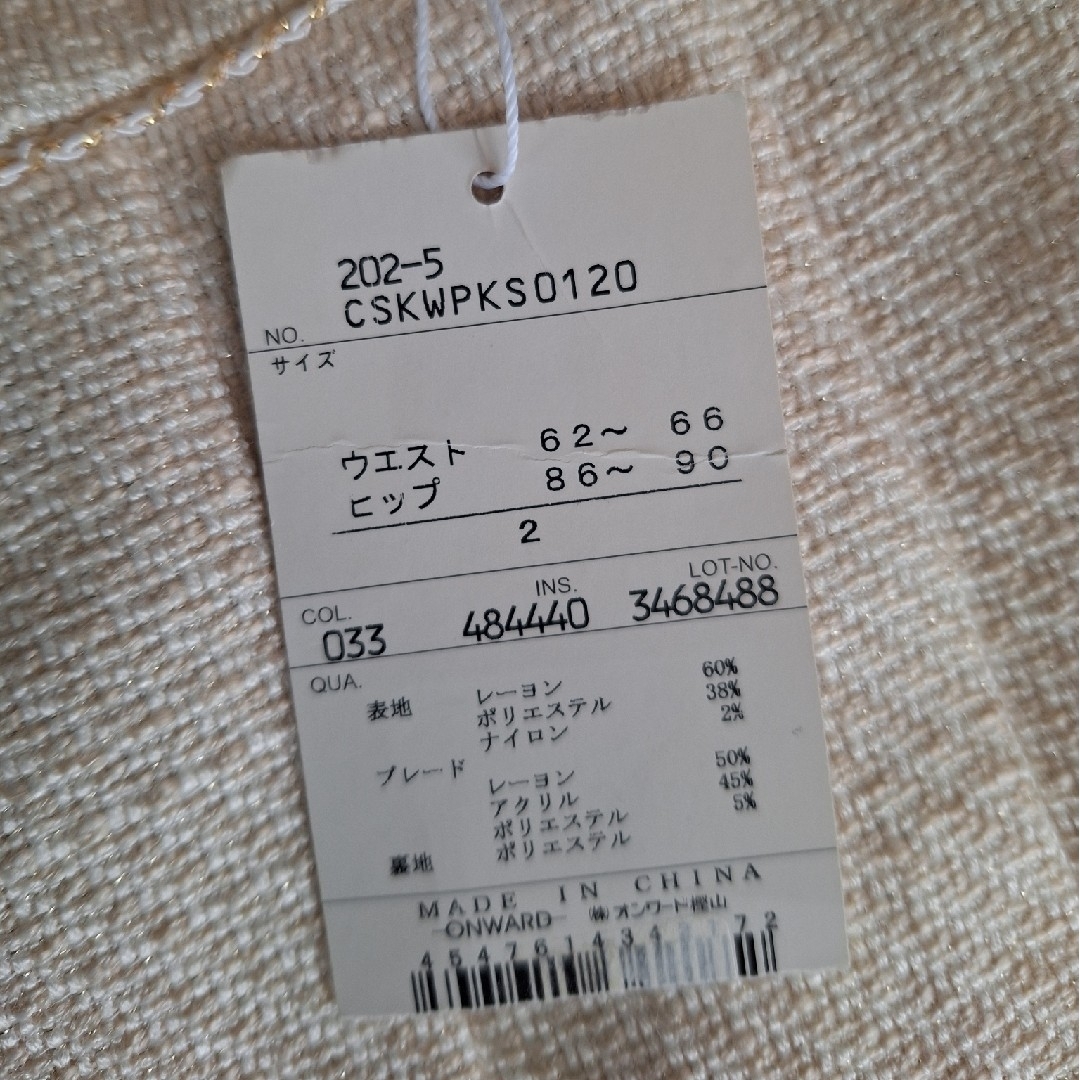 202-5
NO. CSKWPKS0120
サイズ
ウエスト 62~ 66
ヒップ 86~ 90
2
COL. INS. LOT-NO.
033 484440 3468488
QUA.
表地 レーヨン 60%
ポリエステル 38%
ナイロン 2%
ブレード レーヨン 50%
アクリル 45%
ポリエステル 5%
裏地 ポリエステル
MADE IN CHINA
ONWARD ㈱オンワード樫山
454761434 72